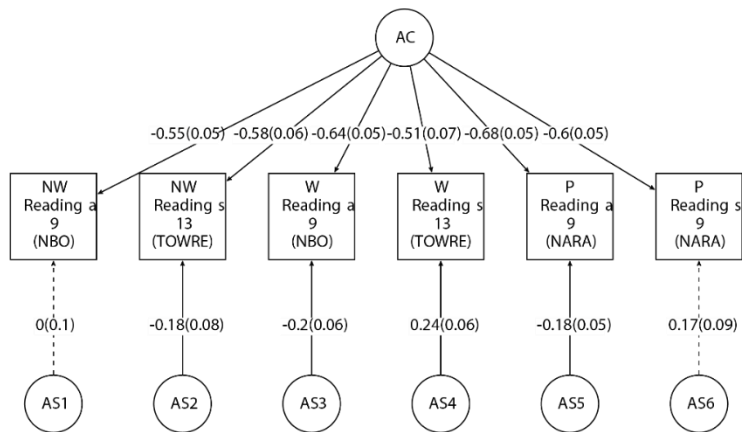 AC
-0.55(0.05) -0.58(0.06) -0.64(0.05) -0.51(0.07) -0.68(0.05) -0.6(0.05)
NW
Reading a
9
(NBO)
NW
Reading s
13
(TOWRE)
W
Reading a
9
(NBO)
W
Reading s
13
(TOWRE)
P
Reading a
9
(NARA)
P
Reading s
9
(NARA)
0(0.1) -0.18(0.08) -0.2(0.06) 0.24(0.06) -0.18(0.05) 0.17(0.09)
AS1 AS2 AS3 AS4 AS5 AS6